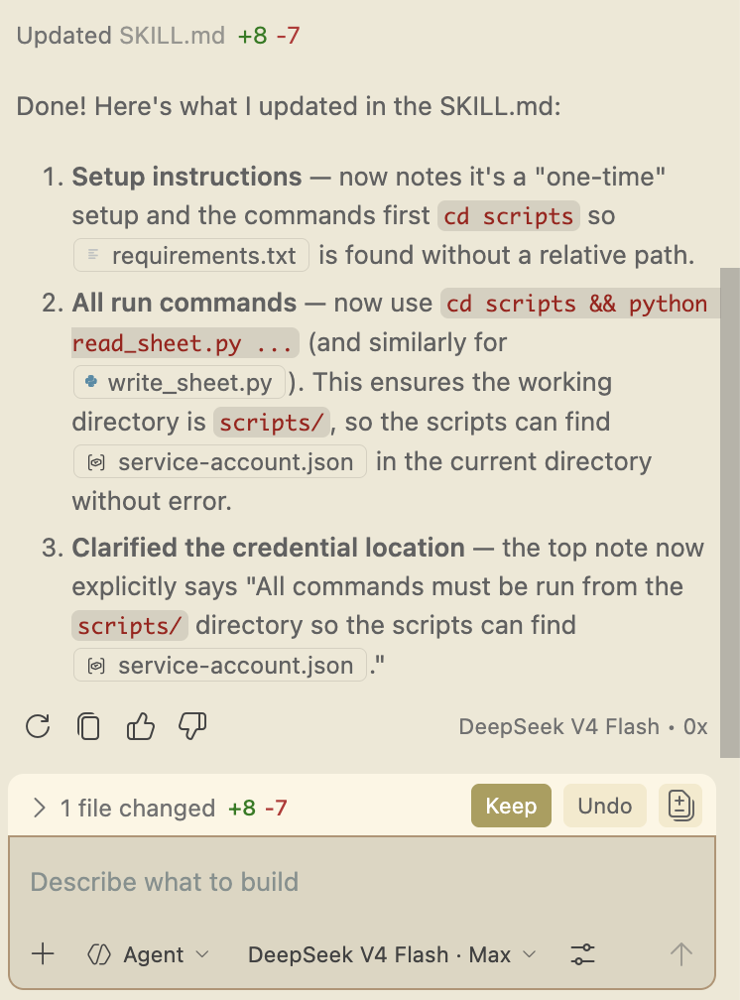 Updated SKILL.md +8 -7
Done! Here's what I updated in the SKILL.md:
1. Setup instructions — now notes it's a "one-time"
setup and the commands first cd scripts so
requirements.txt is found without a relative path.
2. All run commands — now use cd scripts && python
read_sheet.py ... (and similarly for
write_sheet.py ). This ensures the working
directory is scripts/, so the scripts can find
service-account.json in the current directory
without error.
3. Clarified the credential location — the top note now
explicitly says "All commands must be run from the
scripts/ directory so the scripts can find
service-account.json ."
DeepSeek V4 Flash • 0x
1 file changed +8 -7 Keep Undo
Describe what to build
Agent DeepSeek V4 Flash · Max